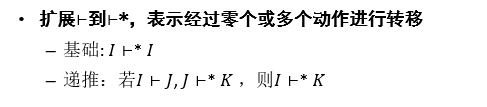 • 扩展⊢到⊢*，表示经过零个或多个动作进行转移
– 基础: I ⊢* I
– 递推：若I ⊢ J, J ⊢* K ，则I ⊢* K